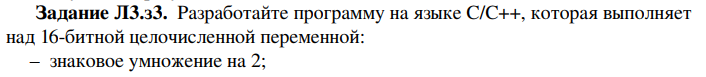 Задание Л3.з3. Разработайте программу на языке C/C++, которая выполняет
над 16-битной целочисленной переменной:
– знаковое умножение на 2;